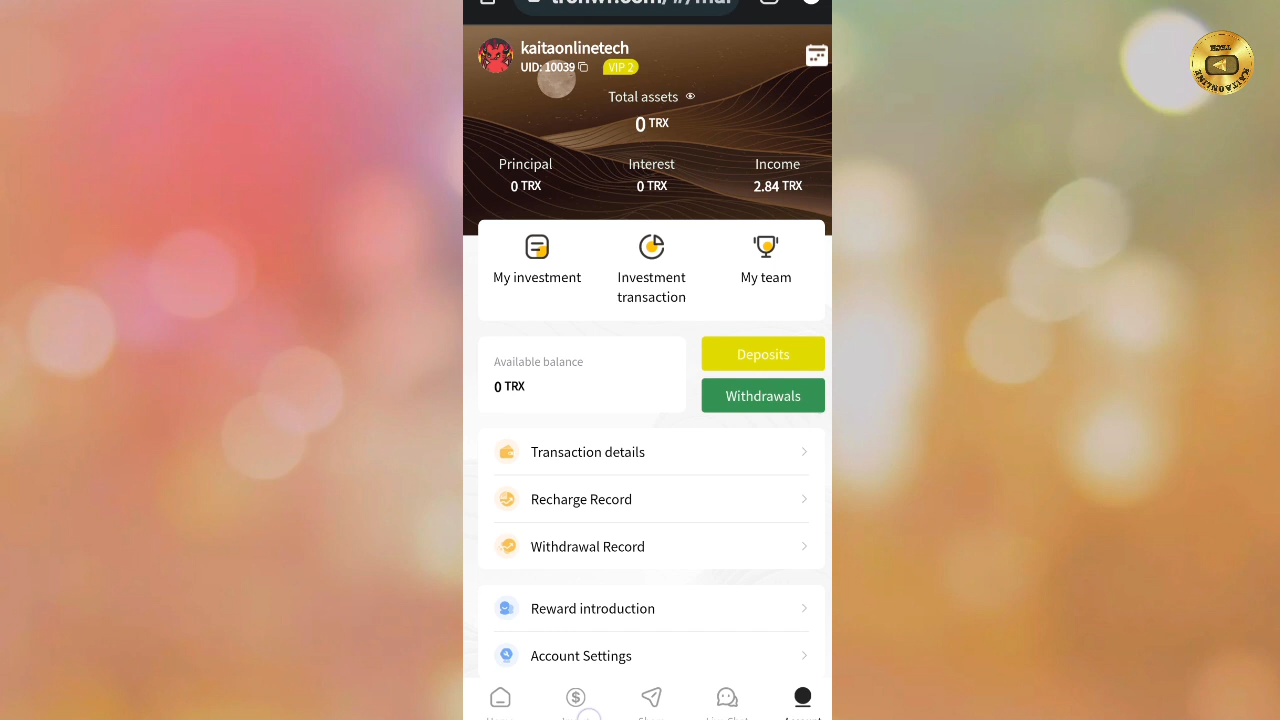 kaitaonlinetech
UID: 10039
VIP 2
Total assets
0 TRX
Principal
Interest
Income
0 TRX
0 TRX
2.84 TRX
My investment
Investment
transaction
My team
Available balance
0 TRX
Deposits
Withdrawals
Transaction details
Recharge Record
Withdrawal Record
Reward introduction
Account Settings
KAITAONLINE
TECH